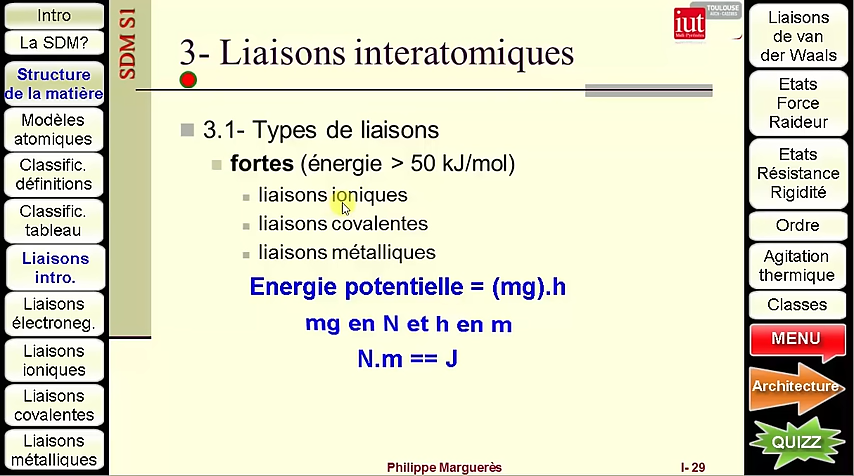 Intro
La SDM?
Structure
de la matière
Modèles
atomiques
Classific.
définitions
Classific.
tableau
Liaisons
intro.
Liaisons
électroneg.
Liaisons
ioniques
Liaisons
covalentes
Liaisons
métalliques
SDM S1
iut
Midi Pyrénées
TOULOUSE
3- Liaisons interatomiques
3.1- Types de liaisons
fortes (énergie > 50 kJ/mol)
liaisons ioniques
liaisons covalentes
liaisons métalliques
Energie potentielle = (mg).h
mg en N et h en m
N.m == J
Philippe Marguerès
I- 29
Liaisons
de van
der Waals
Etats
Force
Raideur
Etats
Résistance
Rigidité
Ordre
Agitation
thermique
Classes
MENU
Architecture
QUIZZ